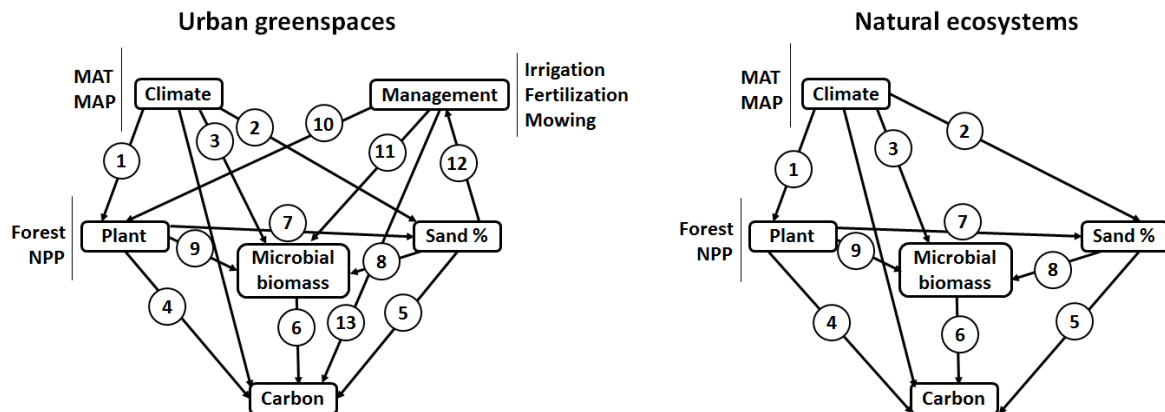 Urban greenspaces
MAT
MAP
Climate
Management
Irrigation
Fertilization
Mowing
1
3
2
10
11
12
Forest
NPP
Plant
7
Sand %
9
Microbial
biomass
8
4
6
13
5
Carbon
Natural ecosystems
MAT
MAP
Climate
1
3
2
Forest
NPP
Plant
7
Sand %
9
Microbial
biomass
8
4
6
5
Carbon